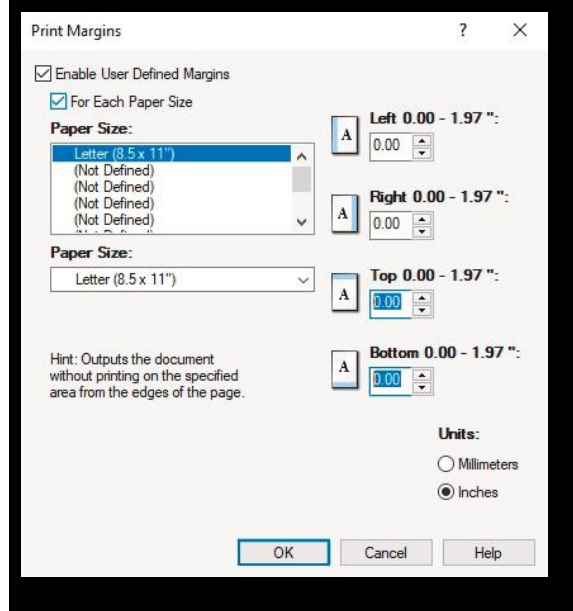 Print Margins
?
Enable User Defined Margins
For Each Paper Size
Paper Size:
Letter (8.5 x 11")
(Not Defined)
(Not Defined)
(Not Defined)
(Not Defined)
Paper Size:
Letter (8.5 x 11")
Hint: Outputs the document
without printing on the specified
area from the edges of the page.
A
Left 0.00 - 1.97 ":
0.00
A
Right 0.00 - 1.97 ":
0.00
A
Top 0.00 - 1.97 ":
0.00
A
Bottom 0.00 - 1.97 ":
0.00
Units:
Millimeters
Inches
OK Cancel Help